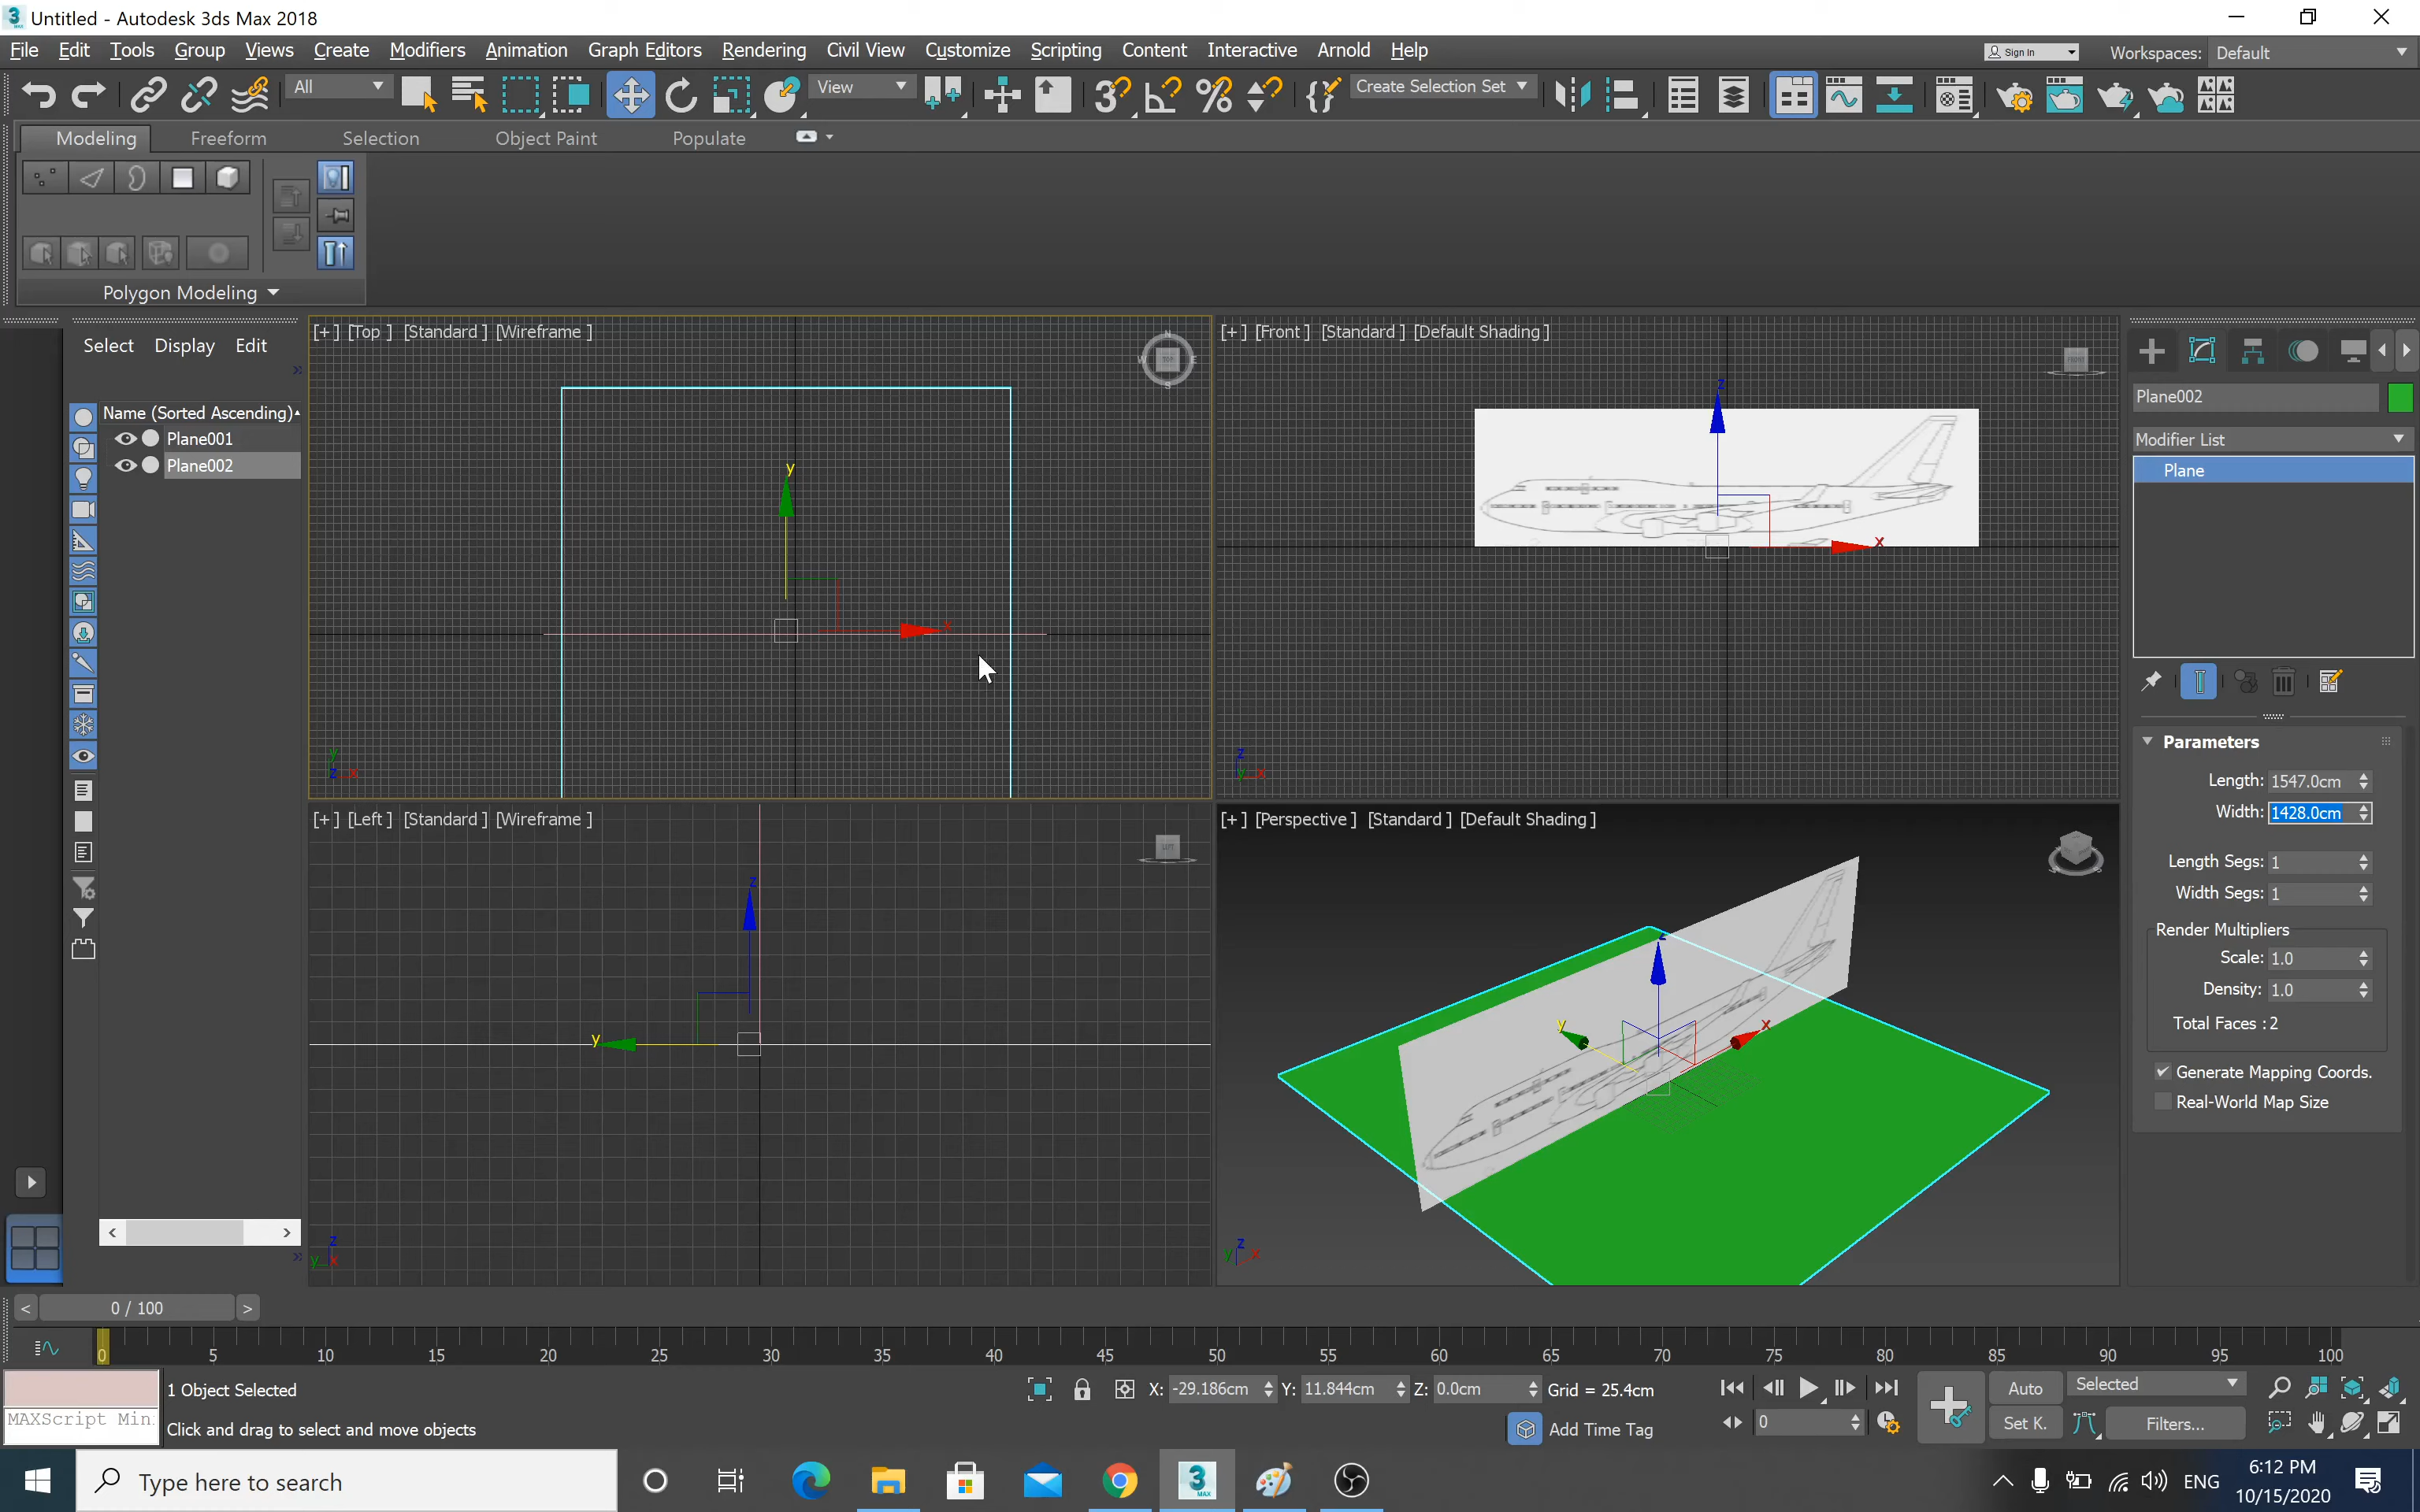 Untitled - Autodesk 3ds Max 2018
File Edit Tools Group Views Create Modifiers Animation Graph Editors Rendering Civil View Customize Scripting Content Interactive Arnold Help
Sign In
Workspaces: Default
All
View
Create Selection Set
Modeling Freeform Selection Object Paint Populate
Polygon Modeling
Select Display Edit
Name (Sorted Ascending)
Plane001
Plane002
[+] [Top ] [Standard ] [Wireframe ]
[+] [Front ] [Standard ] [Default Shading ]
[+] [Left ] [Standard ] [Wireframe ]
[+] [Perspective ] [Standard ] [Default Shading ]
Plane002
Modifier List
Plane
Parameters
Length: 1547.0cm
Width: 1428.0cm
Length Segs: 1
Width Segs: 1
Render Multipliers
Scale: 1.0
Density: 1.0
Total Faces : 2
Generate Mapping Coords.
Real-World Map Size
< 0 / 100 >
0 5 10 15 20 25 30 35 40 45 50 55 60 65 70 75 80 85 90 95 100
1 Object Selected
MAXScript Min
Click and drag to select and move objects
X: -29.186cm Y: 11.844cm Z: 0.0cm Grid = 25.4cm
Add Time Tag
0
Auto Selected
Set K. Filters...
Type here to search
ENG
6:12 PM
10/15/2020